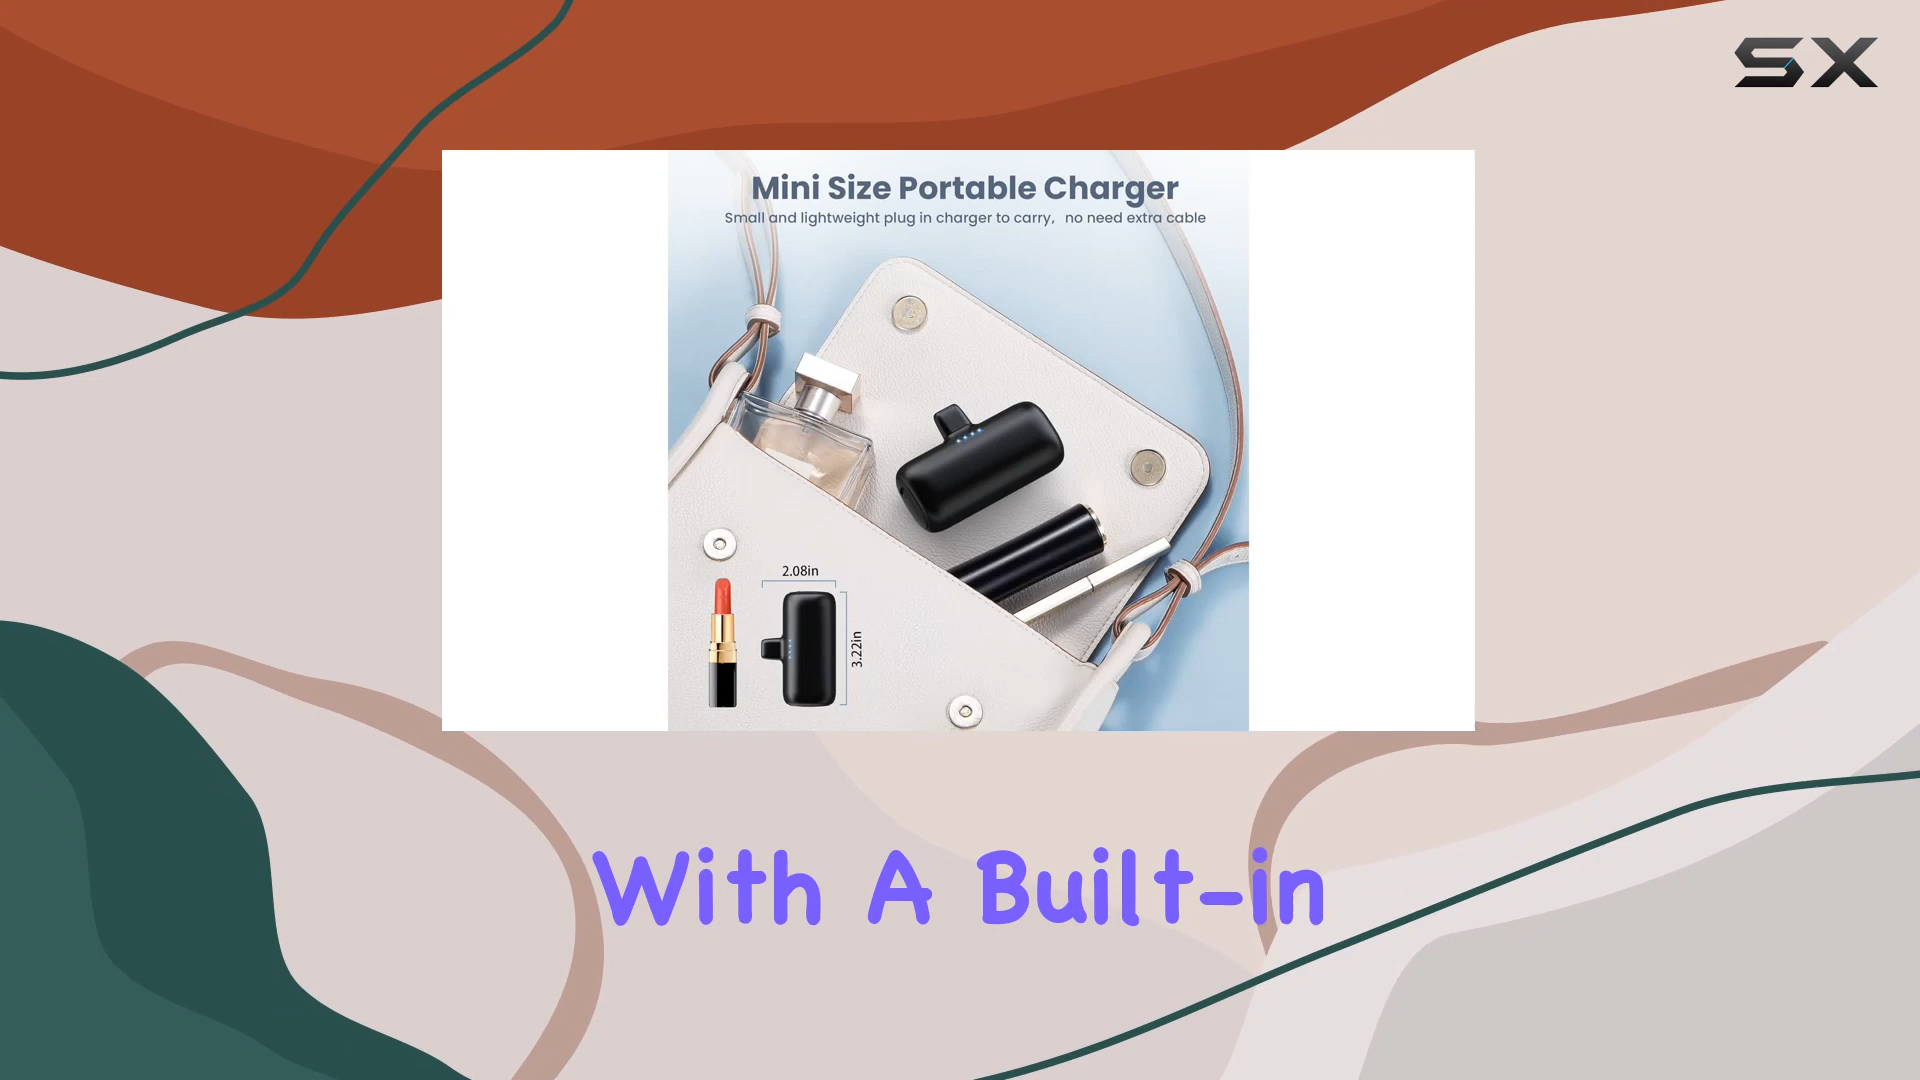 SX
Mini Size Portable Charger
Small and lightweight plug in charger to carry, no need extra cable
2.08in
3.22in
With A Built-in